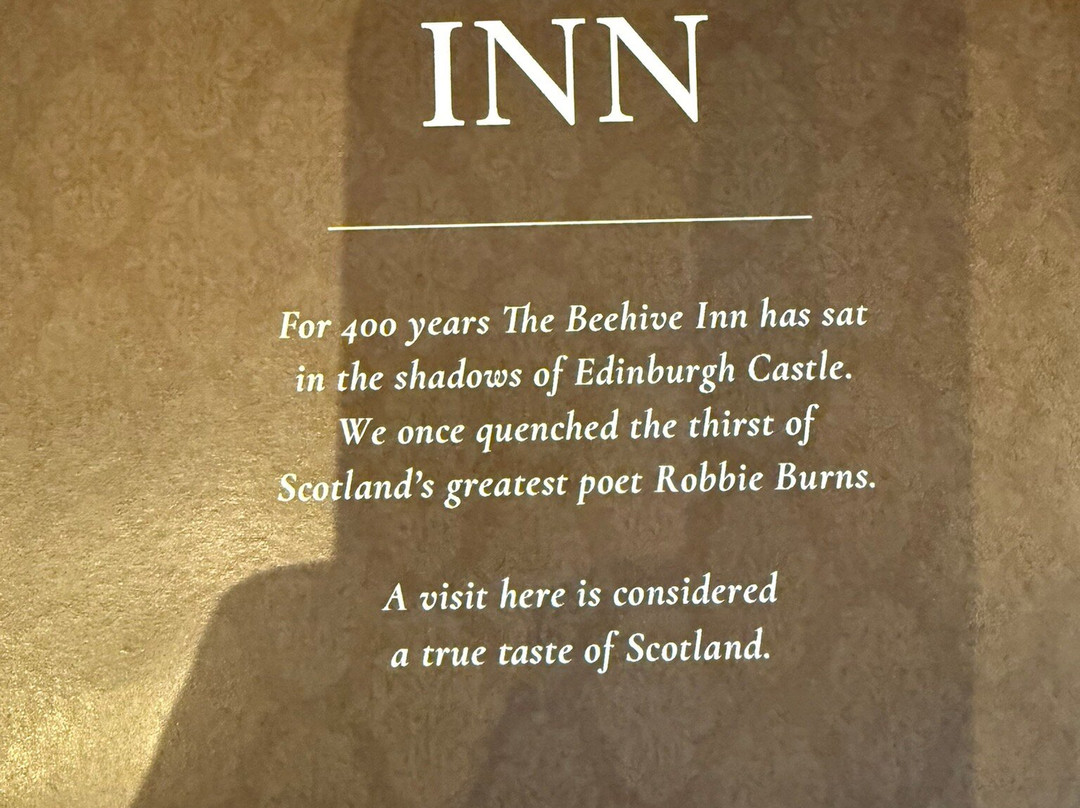 INN
For 400 years The Beehive Inn has sat
in the shadows of Edinburgh Castle.
We once quenched the thirst of
Scotland's greatest poet Robbie Burns.
A visit here is considered
a true taste of Scotland.